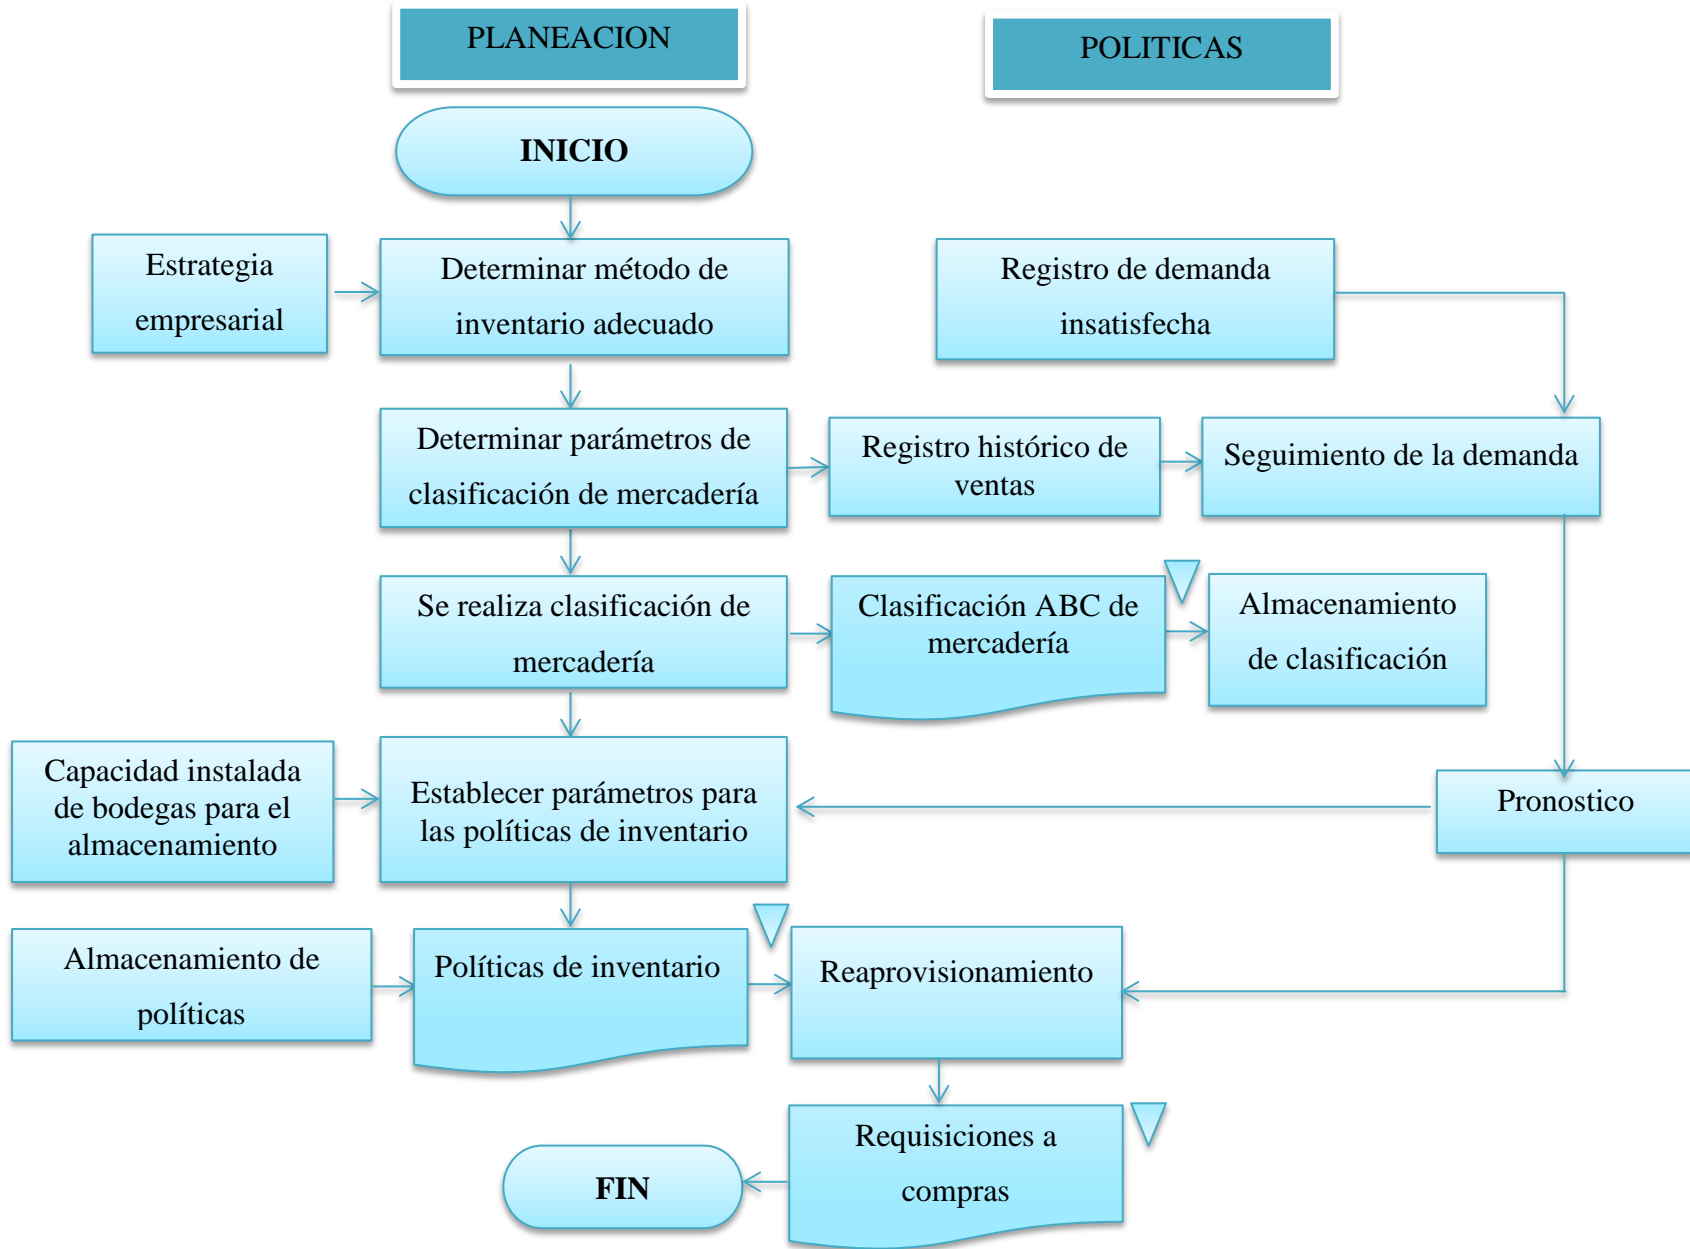 PLANEACION
POLITICAS
INICIO
Estrategia
empresarial
Determinar método de
inventario adecuado
Registro de demanda
insatisfecha
Determinar parámetros de
clasificación de mercadería
Registro histórico de
ventas
Seguimiento de la demanda
Se realiza clasificación de
mercadería
Clasificación ABC de
mercadería
Almacenamiento
de clasificación
Capacidad instalada
de bodegas para el
almacenamiento
Establecer parámetros para
las políticas de inventario
Pronostico
Almacenamiento de
políticas
Políticas de inventario
Reaprovisionamiento
Requisiciones a
compras
FIN